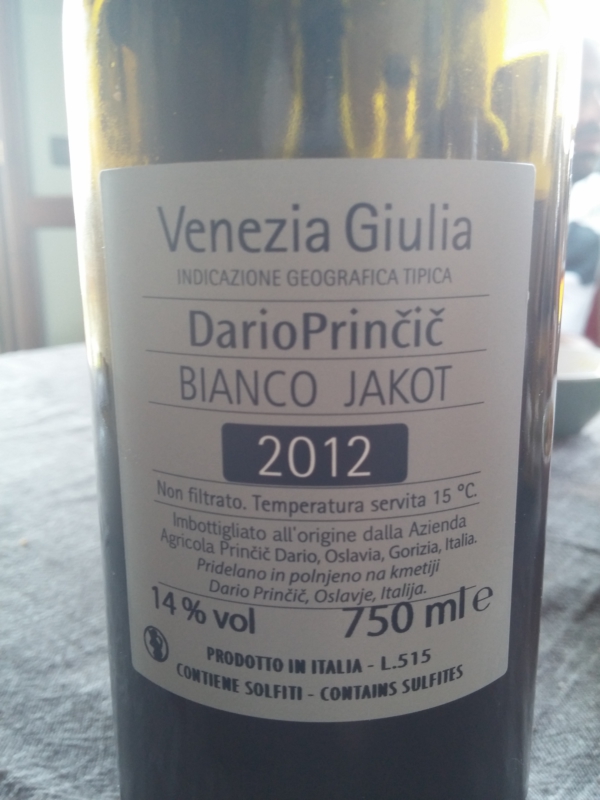 Venezia Giulia
INDICAZIONE GEOGRAFICA TIPICA
DarioPrinčič
BIANCO JAKOT
2012
Non filtrato. Temperatura servita 15 °C.
Imbottigliato all'origine dalla Azienda
Agricola Prinčič Dario, Oslavia, Gorizia, Italia.
Pridelano in polnjeno na kmetiji
Dario Prinčič, Oslavje, Italija.
14 % vol 750 ml e
PRODOTTO IN ITALIA - L.515
CONTIENE SOLFITI - CONTAINS SULFITES